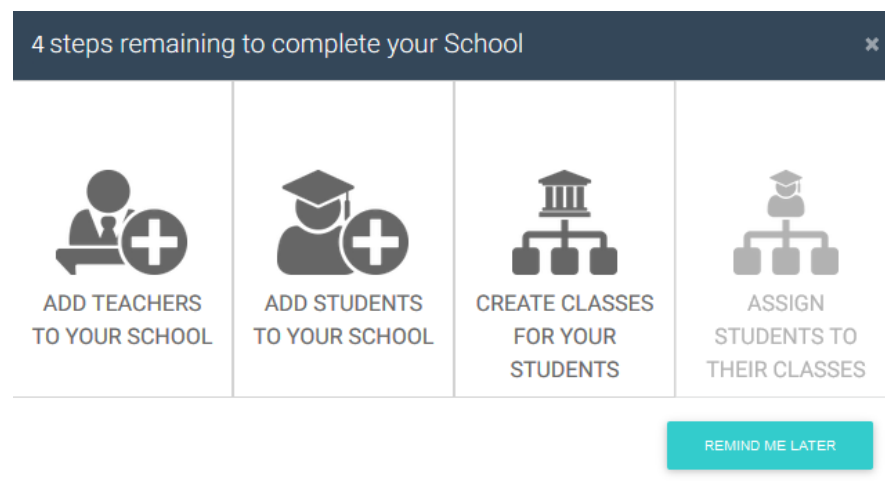 4 steps remaining to complete your School
ADD TEACHERS
TO YOUR SCHOOL
ADD STUDENTS
TO YOUR SCHOOL
CREATE CLASSES
FOR YOUR
STUDENTS
ASSIGN
STUDENTS TO
THEIR CLASSES
REMIND ME LATER